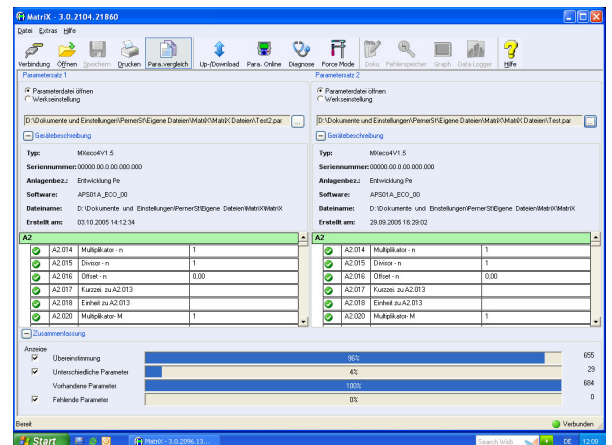 MatriX - 3.0.2104.21860
Datei Extras Hilfe
Verbindung Öffnen Speichern Drucken Para.vergleich Up-/Download Para. Online Diagnose Force Mode Doku Fehlerspeicher Graph Data Logger Hilfe
Parametersatz 1 Parametersatz 2
Parameterdatei öffnen Parameterdatei öffnen
Werkseinstellung Werkseinstellung
D:\Dokumente und Einstellungen\PernerSt\Eigene Dateien\MatriX\MatriX Dateien\Test2.par ... D:\Dokumente und Einstellungen\PernerSt\Eigene Dateien\MatriX\MatriX Dateien\Test.par ...
Gerätebeschreibung Gerätebeschreibung
Typ: MXeco4V1.5 Typ: MXeco4V1.5
Seriennummer: 00000.00.0.00.000.000 Seriennummer: 00000.00.0.00.000.000
Anlagenbez.: Entwicklung Pe Anlagenbez.: Entwicklung Pe
Software: APS01A_ECO_00 Software: APS01A_ECO_00
Dateiname: D:\Dokumente und Einstellungen\PernerSt\Eigene Dateien\MatriX\MatriX Dateiname: D:\Dokumente und Einstellungen\PernerSt\Eigene Dateien\MatriX\MatriX
Erstellt am: 03.10.2005 14:12:34 Erstellt am: 29.09.2005 16:29:02
A2 A2
A2.014 Multiplikator - n 1 A2.014 Multiplikator - n 1
A2.015 Divisor - n 1 A2.015 Divisor - n 1
A2.016 Offset - n 0,00 A2.016 Offset - n 0,00
A2.017 Kurzzei. zu A2.013 A2.017 Kurzzei. zu A2.013
A2.018 Einheit zu A2.013 A2.018 Einheit zu A2.013
A2.020 Multiplikator- M 1 A2.020 Multiplikator- M 1
Zusammenfassung
Anzeige
Übereinstimmung 96% 655
Unterschiedliche Parameter 4% 29
Vorhandene Parameter 100% 684
Fehlende Parameter 0% 0
Bereit Verbunden
Start MatriX - 3.0.2096.13... Search Web DE 12:00